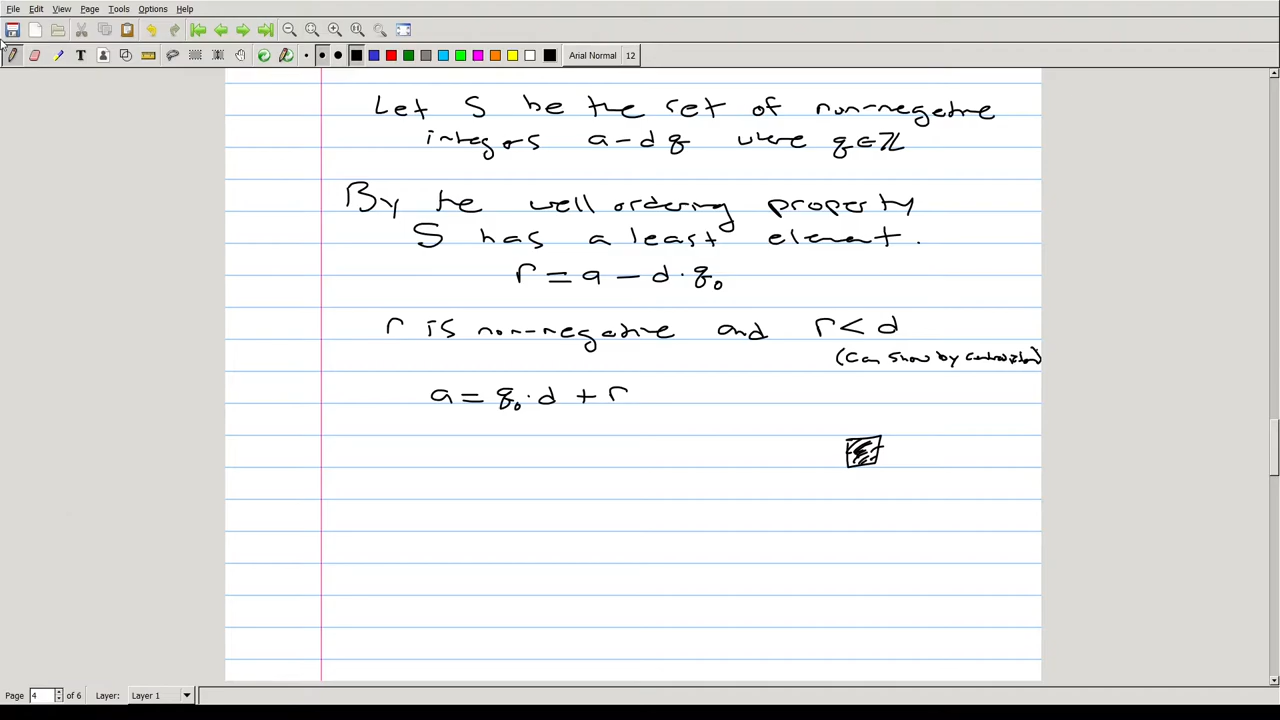 File Edit View Page Tools Options Help
T Arial Normal 12
Let S be the set of non-negative
integers a - dq where q ∈ ℤ
By the well ordering property
S has a least element.
r = a - d · q₀
r is non-negative and r < d
(Can show by contradiction)
a = q₀ · d + r
Page 4 of 6 Layer: Layer 1